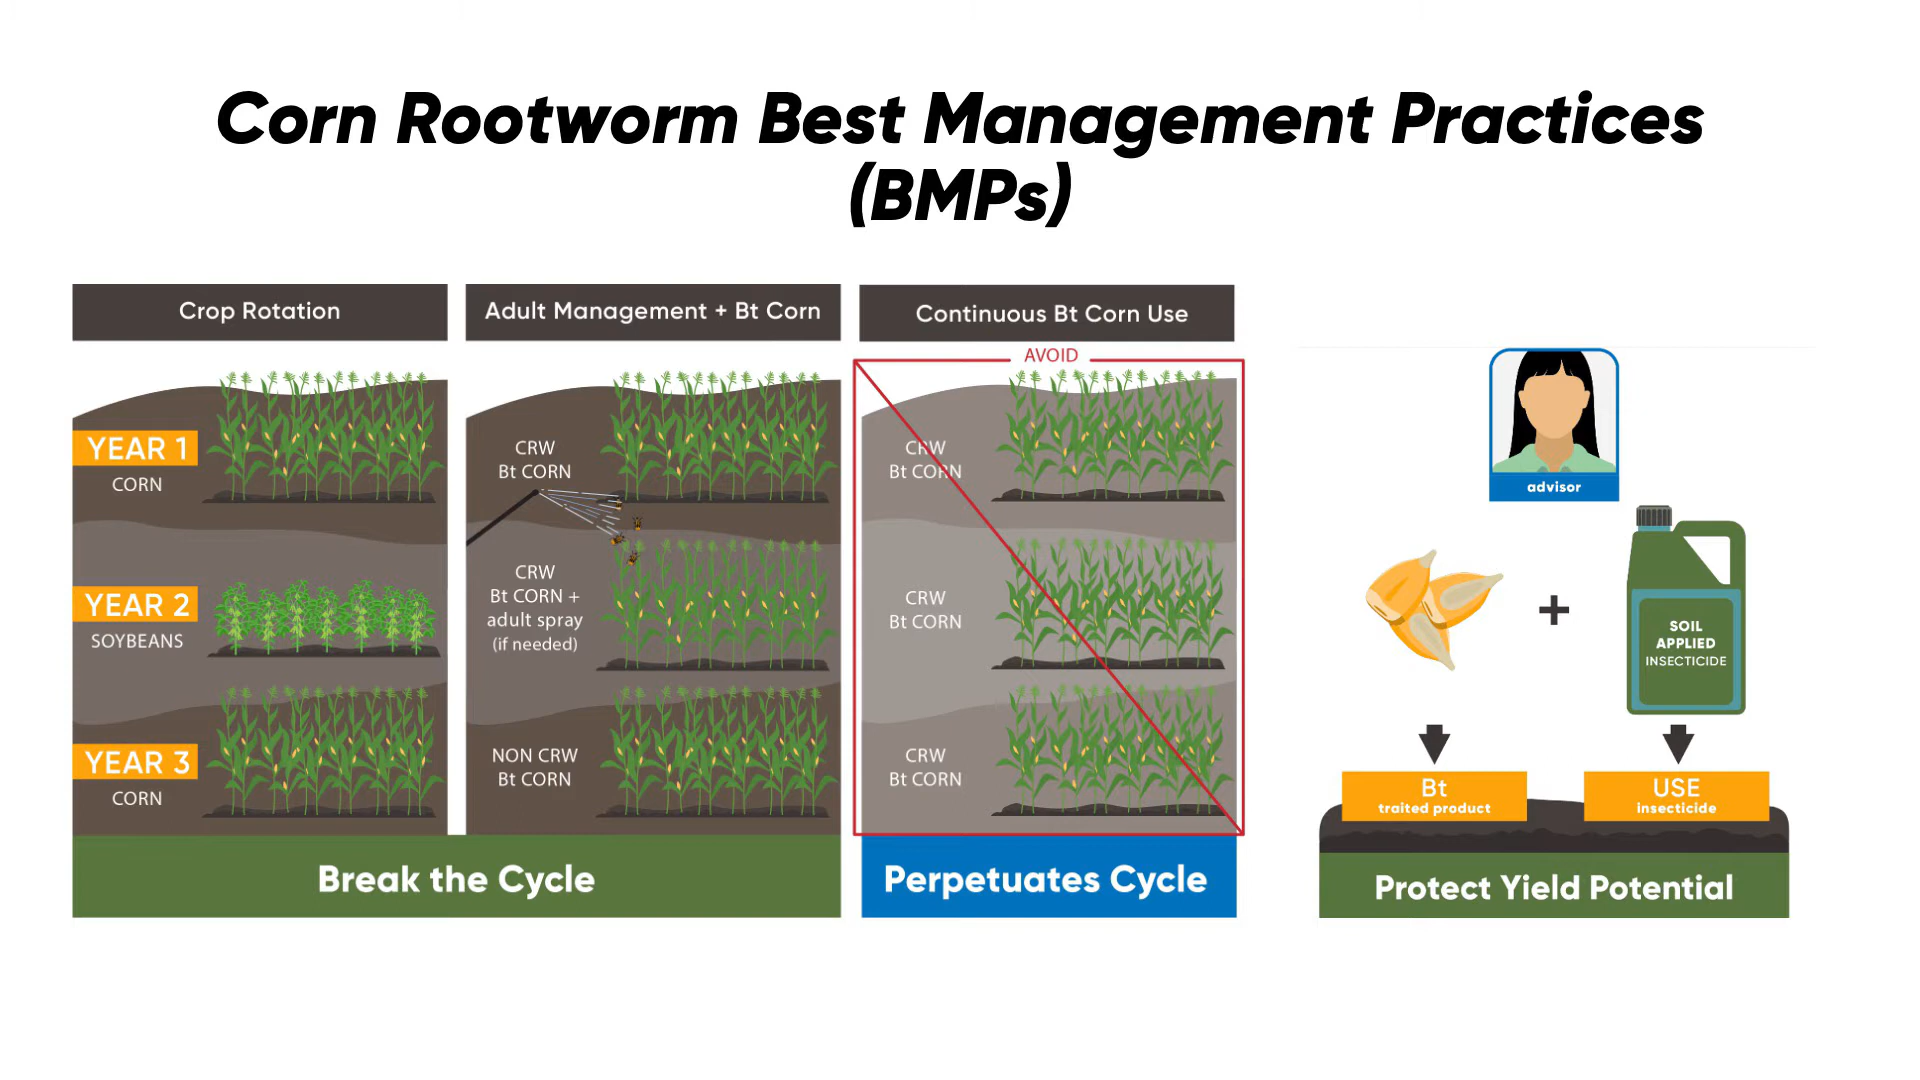 Corn Rootworm Best Management Practices
(BMPs)
Crop Rotation
YEAR 1
CORN
YEAR 2
SOYBEANS
YEAR 3
CORN
Adult Management + Bt Corn
CRW
Bt CORN
CRW
Bt CORN +
adult spray
(if needed)
NON CRW
Bt CORN
Break the Cycle
Continuous Bt Corn Use
AVOID
CRW
Bt CORN
CRW
Bt CORN
CRW
Bt CORN
Perpetuates Cycle
advisor
+
SOIL
APPLIED
INSECTICIDE
Bt
traited product
USE
insecticide
Protect Yield Potential